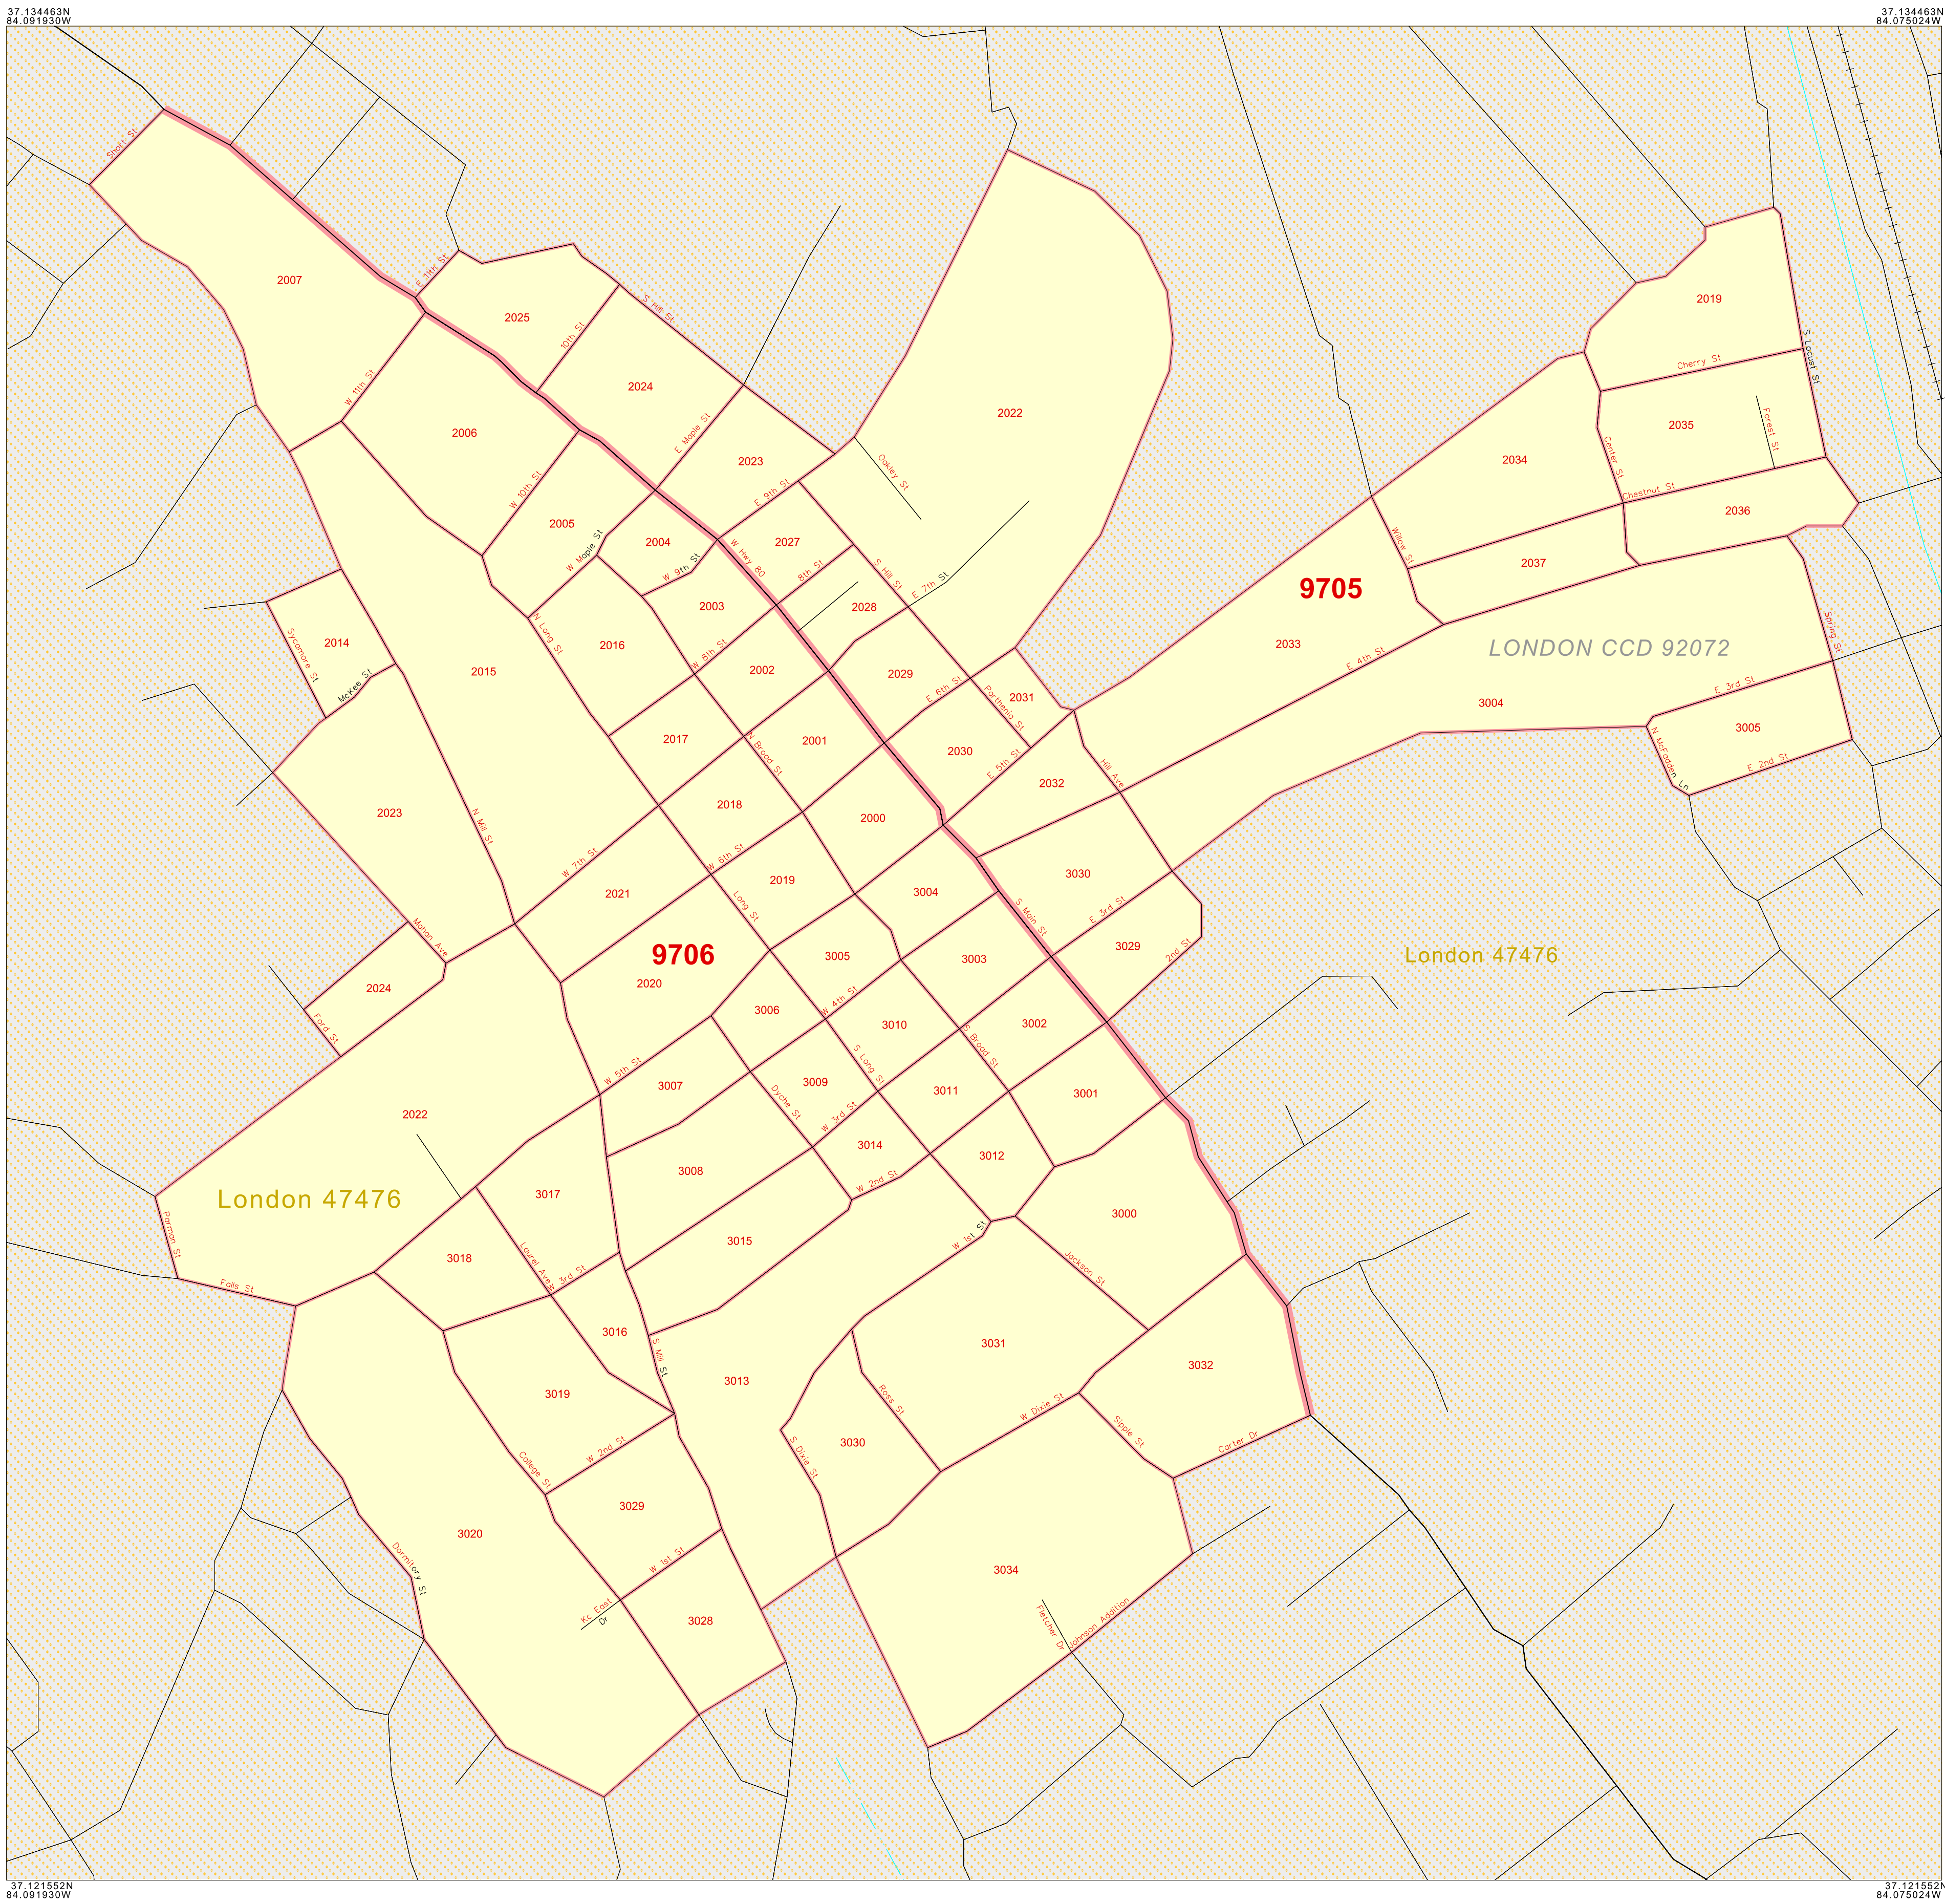 37.134463N
84.091930W
37.134463N
84.075024W
Short St
2007
E 11th St
2025
10th St
S Hill St
2019
Cherry St
S Locust St
2024
W 11th St
2006
E Maple St
2023
2022
Oakley St
2035
Forest St
Center St
2034
W 10th St
E 9th St
Chestnut St
2036
2005
W Maple St
2004
W Hwy 80
2027
Willow St
W 9th St
8th St
S Hill St
2037
9705
E 7th St
2003
2028
Sycamore St
2014
N Long St
2016
W 8th St
Spring St
LONDON CCD 92072
2033
E 4th St
2015
McKee St
2002
2029
E 6th St
2031
Parthenia St
E 3rd St
3004
3005
N McFadden Ln
2017
2001
N Broad St
2030
E 5th St
Hill Ave
2032
E 2nd St
2023
N Mill St
2018
2000
W 7th St
W 6th St
2021
2019
3004
3030
Long St
S Main St
E 3rd St
Mahan Ave
9706
3005
3003
3029
2nd St
London 47476
2020
2024
Ford St
3006
W 4th St
3010
3002
S Broad St
W 5th St
3007
S Long St
3009
Dyche St
3011
3001
2022
W 3rd St
3014
3012
3008
W 2nd St
London 47476
3017
3000
Parman St
3018
Laurel Ave
W 3rd St
3015
W 1st St
Jackson St
Falls St
3016
S Mill St
3031
3032
3013
3019
Ross St
W Dixie St
Sipple St
Carter Dr
3030
S Dixie St
College St
W 2nd St
3029
3020
Dormitory St
W 1st St
3034
Kc East
Dr
3028
Fletcher Dr
Johnson Addition
37.121552N
84.091930W
37.121552N
84.075024W